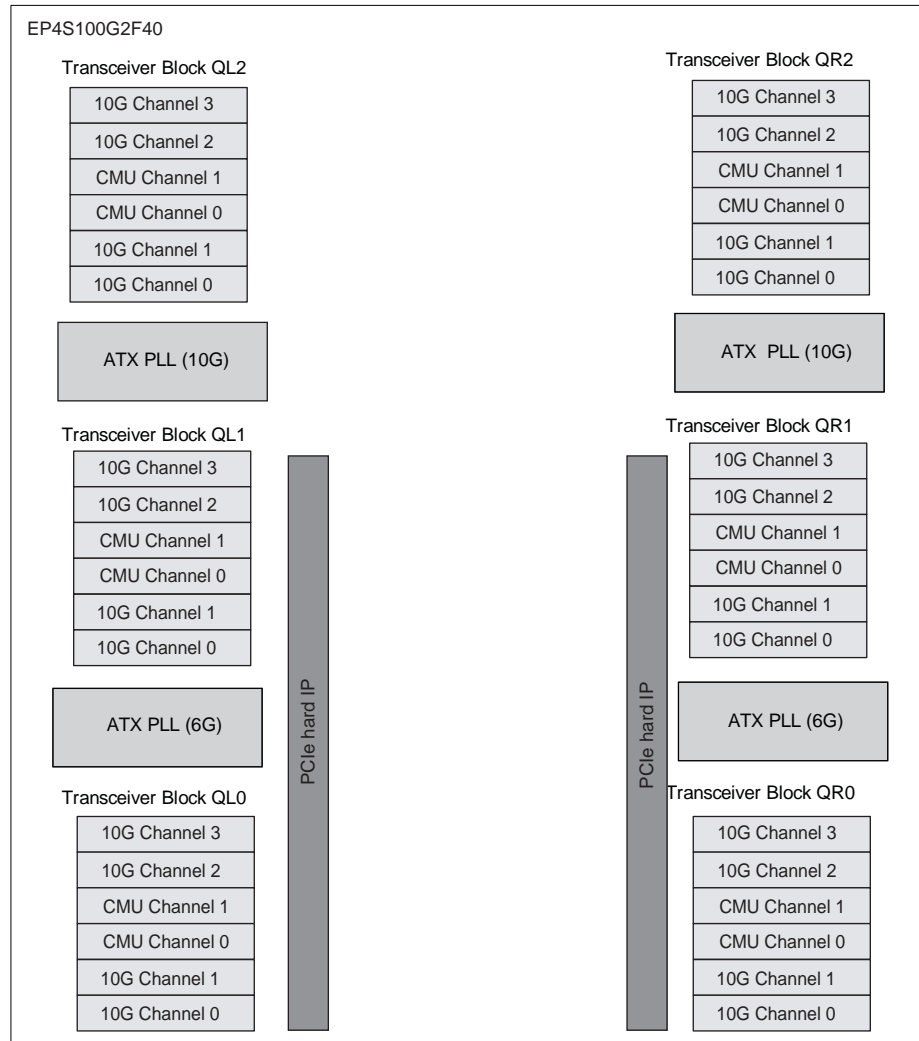 EP4S100G2F40
Transceiver Block QL2
10G Channel 3
10G Channel 2
CMU Channel 1
CMU Channel 0
10G Channel 1
10G Channel 0
ATX PLL (10G)
Transceiver Block QL1
10G Channel 3
10G Channel 2
CMU Channel 1
CMU Channel 0
10G Channel 1
10G Channel 0
ATX PLL (6G)
Transceiver Block QL0
10G Channel 3
10G Channel 2
CMU Channel 1
CMU Channel 0
10G Channel 1
10G Channel 0
PCIe hard IP
PCIe hard IP
Transceiver Block QR2
10G Channel 3
10G Channel 2
CMU Channel 1
CMU Channel 0
10G Channel 1
10G Channel 0
ATX PLL (10G)
Transceiver Block QR1
10G Channel 3
10G Channel 2
CMU Channel 1
CMU Channel 0
10G Channel 1
10G Channel 0
ATX PLL (6G)
Transceiver Block QR0
10G Channel 3
10G Channel 2
CMU Channel 1
CMU Channel 0
10G Channel 1
10G Channel 0